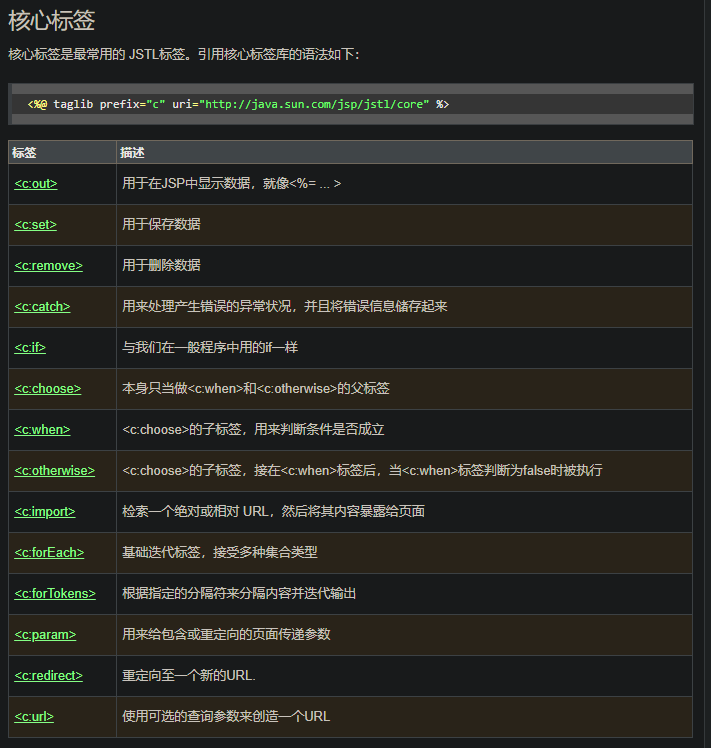 核心标签
核心标签是最常用的 JSTL标签。引用核心标签库的语法如下：
<%@ taglib prefix="c" uri="http://java.sun.com/jsp/jstl/core" %>
标签 描述
<c:out> 用于在JSP中显示数据，就像<%= ... >
<c:set> 用于保存数据
<c:remove> 用于删除数据
<c:catch> 用来处理产生错误的异常状况，并且将错误信息储存起来
<c:if> 与我们在一般程序中用的if一样
<c:choose> 本身只当做<c:when>和<c:otherwise>的父标签
<c:when> <c:choose>的子标签，用来判断条件是否成立
<c:otherwise> <c:choose>的子标签，接在<c:when>标签后，当<c:when>标签判断为false时被执行
<c:import> 检索一个绝对或相对 URL，然后将其内容暴露给页面
<c:forEach> 基础迭代标签，接受多种集合类型
<c:forTokens> 根据指定的分隔符来分隔内容并迭代输出
<c:param> 用来给包含或重定向的页面传递参数
<c:redirect> 重定向至一个新的URL.
<c:url> 使用可选的查询参数来创造一个URL